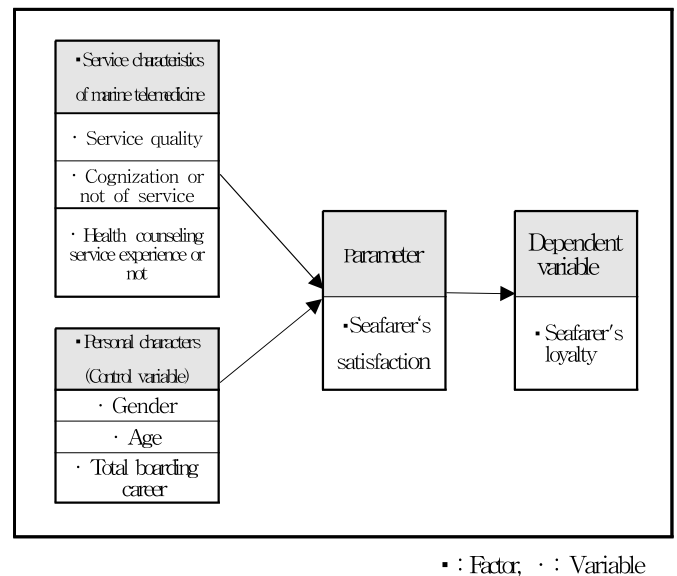 ▪Service characteristics
of marine telemedicine
· Service quality
· Cognization or
not of service
· Health counseling
service experience or
not
▪Personal characters
(Control variable)
· Gender
· Age
· Total boarding
career
Parameter
▪Seafarer‘s
satisfaction
Dependent
variable
▪Seafarer's
loyalty
▪ : Factor, · : Variable